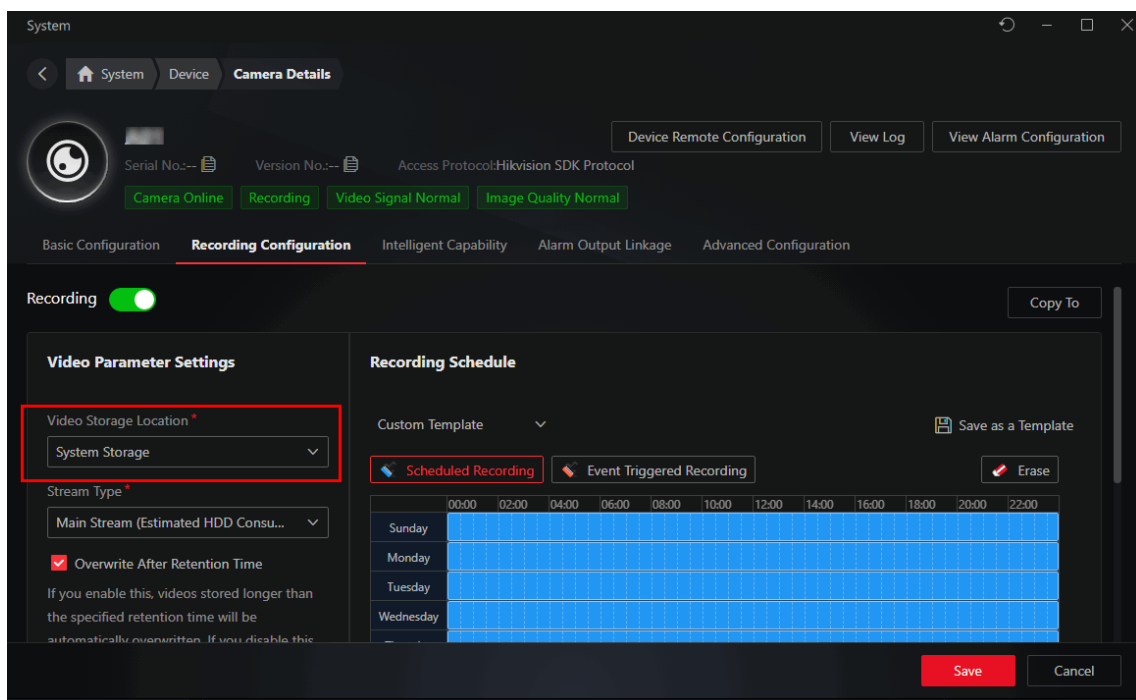 System
System Device Camera Details
Device Remote Configuration View Log View Alarm Configuration
Serial No.:-- Version No.:-- Access Protocol:Hikvision SDK Protocol
Camera Online Recording Video Signal Normal Image Quality Normal
Basic Configuration Recording Configuration Intelligent Capability Alarm Output Linkage Advanced Configuration
Recording Copy To
Video Parameter Settings
Video Storage Location *
System Storage
Stream Type *
Main Stream (Estimated HDD Consu...
Overwrite After Retention Time
If you enable this, videos stored longer than
the specified retention time will be
automatically overwritten. If you disable this
Recording Schedule
Custom Template Save as a Template
Scheduled Recording Event Triggered Recording Erase
00:00 02:00 04:00 06:00 08:00 10:00 12:00 14:00 16:00 18:00 20:00 22:00
Sunday
Monday
Tuesday
Wednesday
Save Cancel